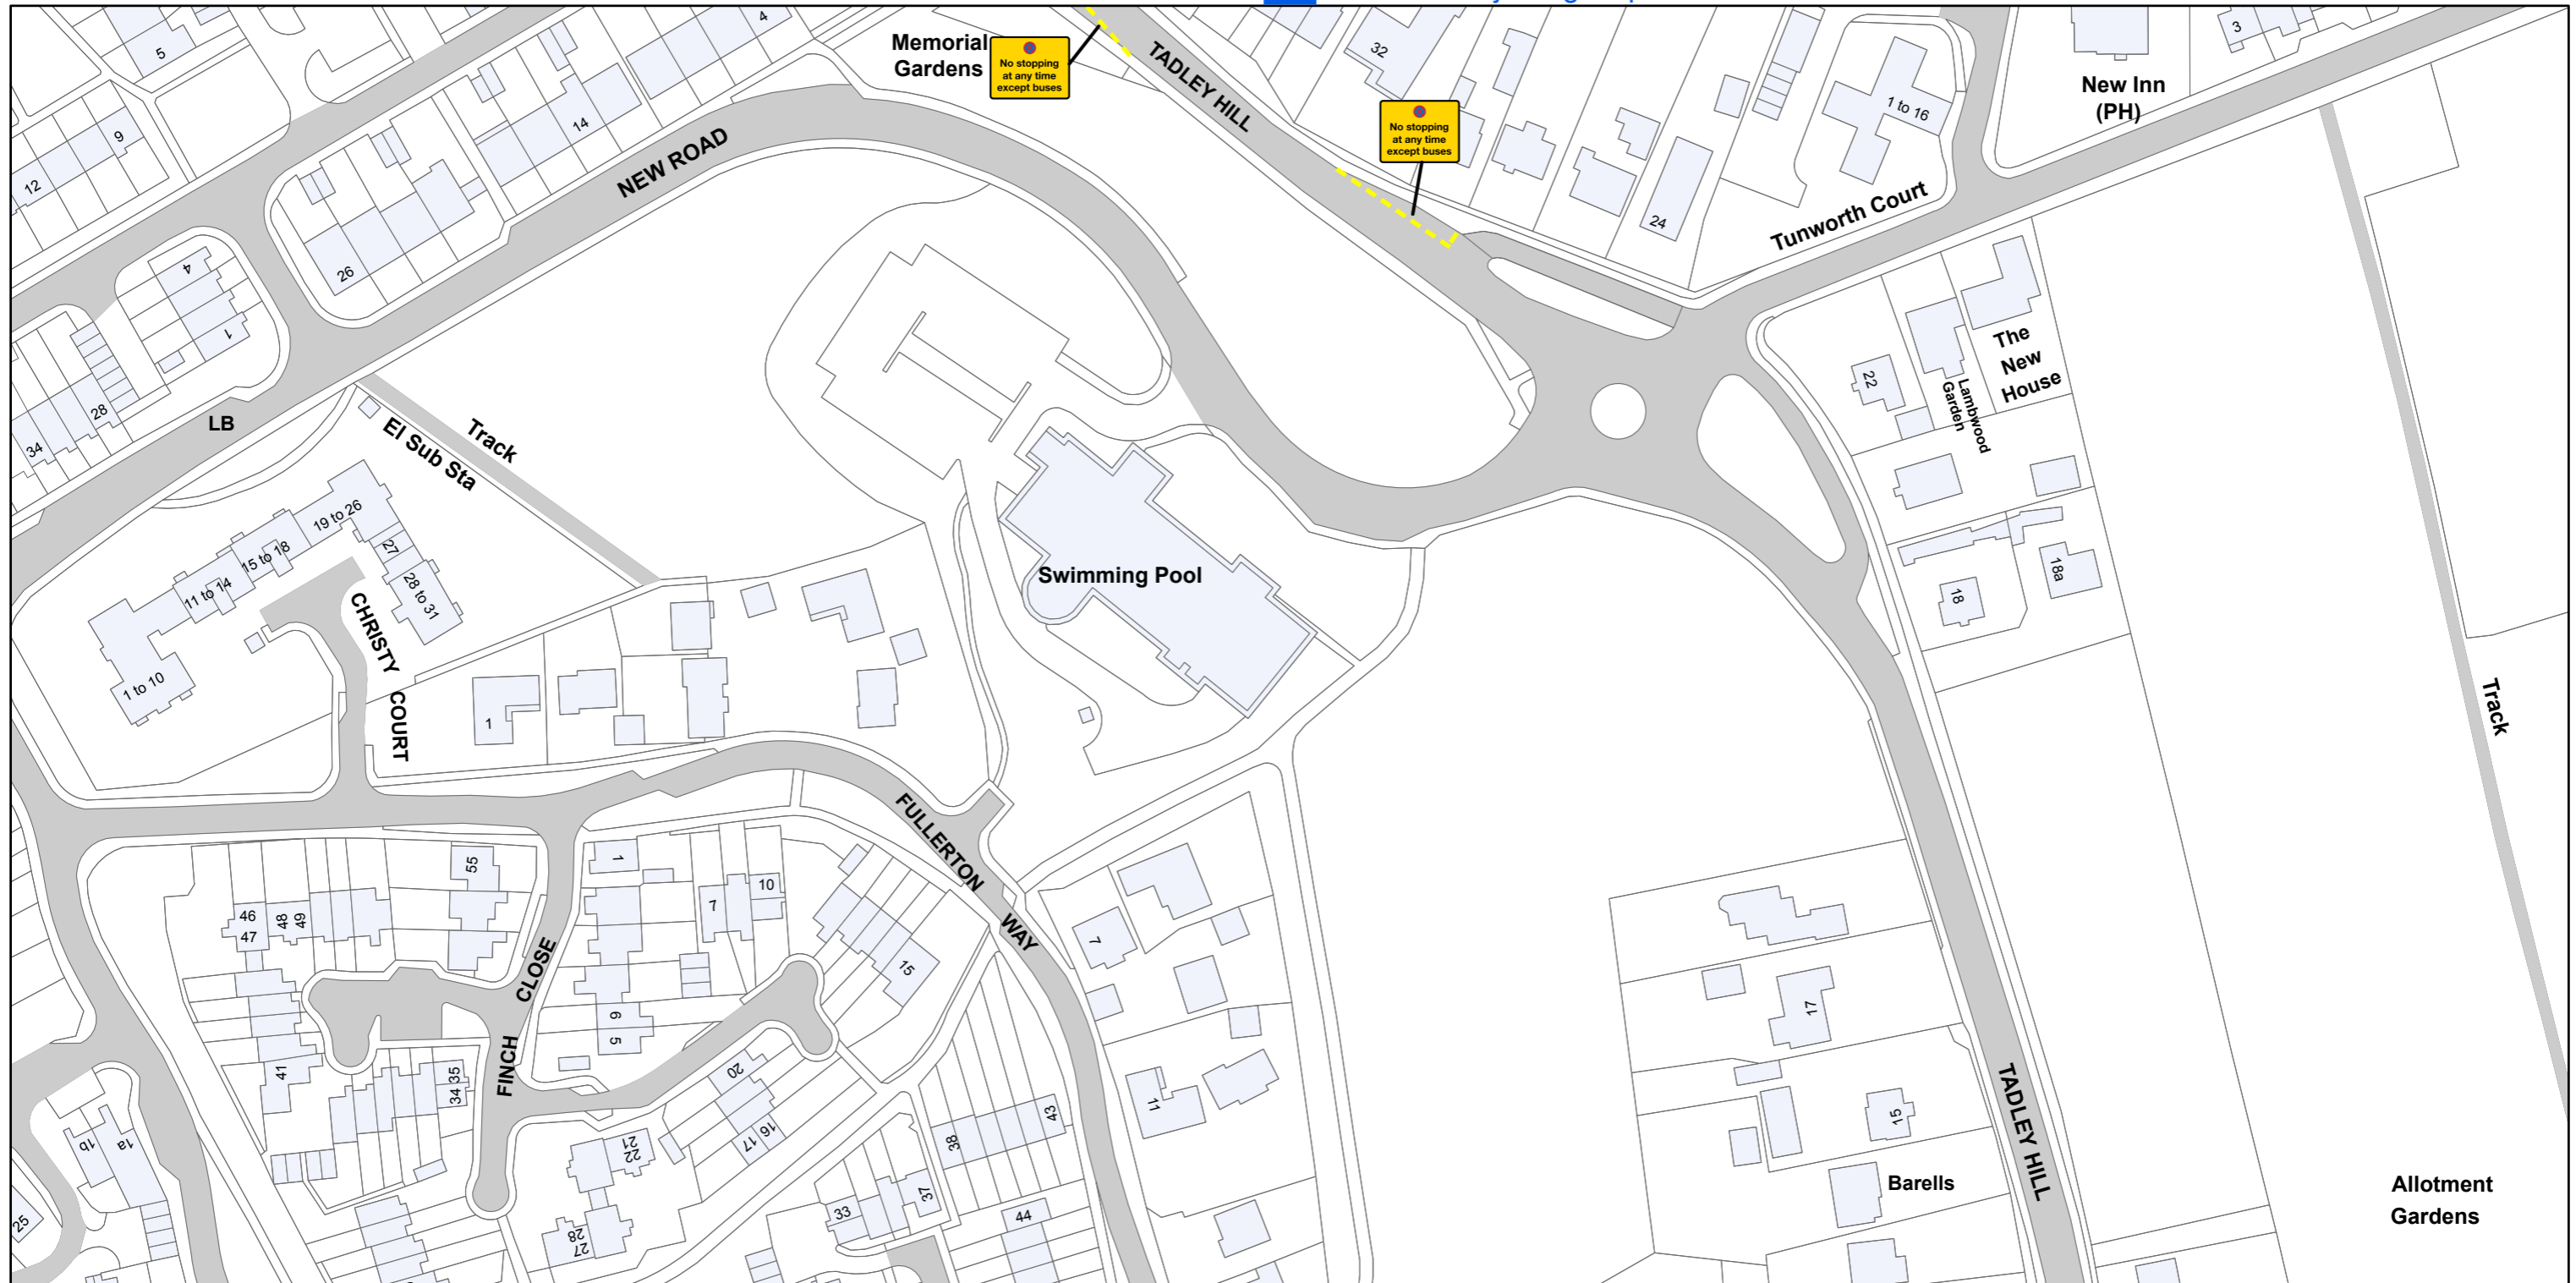 5
4
Memorial
Gardens
No stopping
at any time
except buses
TADLEY HILL
32
No stopping
at any time
except buses
1 to 16
New Inn
(PH)
3
9
14
12
NEW ROAD
24
Tunworth Court
26
4
1
The
New
House
22
Lambwood
Garden
28
LB
34
Track
El Sub Sta
19 to 26
27
15 to 18
11 to 14
28 to 31
Swimming Pool
18a
18
CHRISTY COURT
1 to 10
1
Track
FULLERTON WAY
55
1
10
7
46
47
48
49
15
7
FINCH CLOSE
17
6
5
41
35
34
20
11
43
15
TADLEY HILL
1b
1a
21
22
16
17
38
Barells
Allotment
Gardens
37
33
44
25
28
27